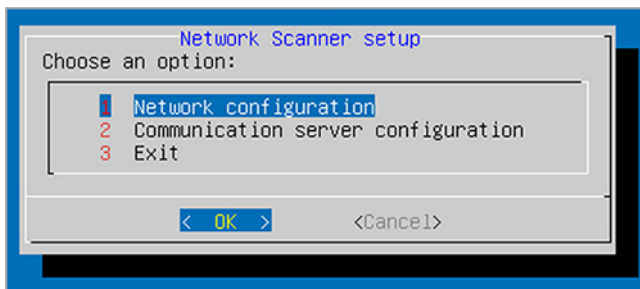 Network Scanner setup
Choose an option:
1 Network configuration
2 Communication server configuration
3 Exit
< OK > <Cancel>